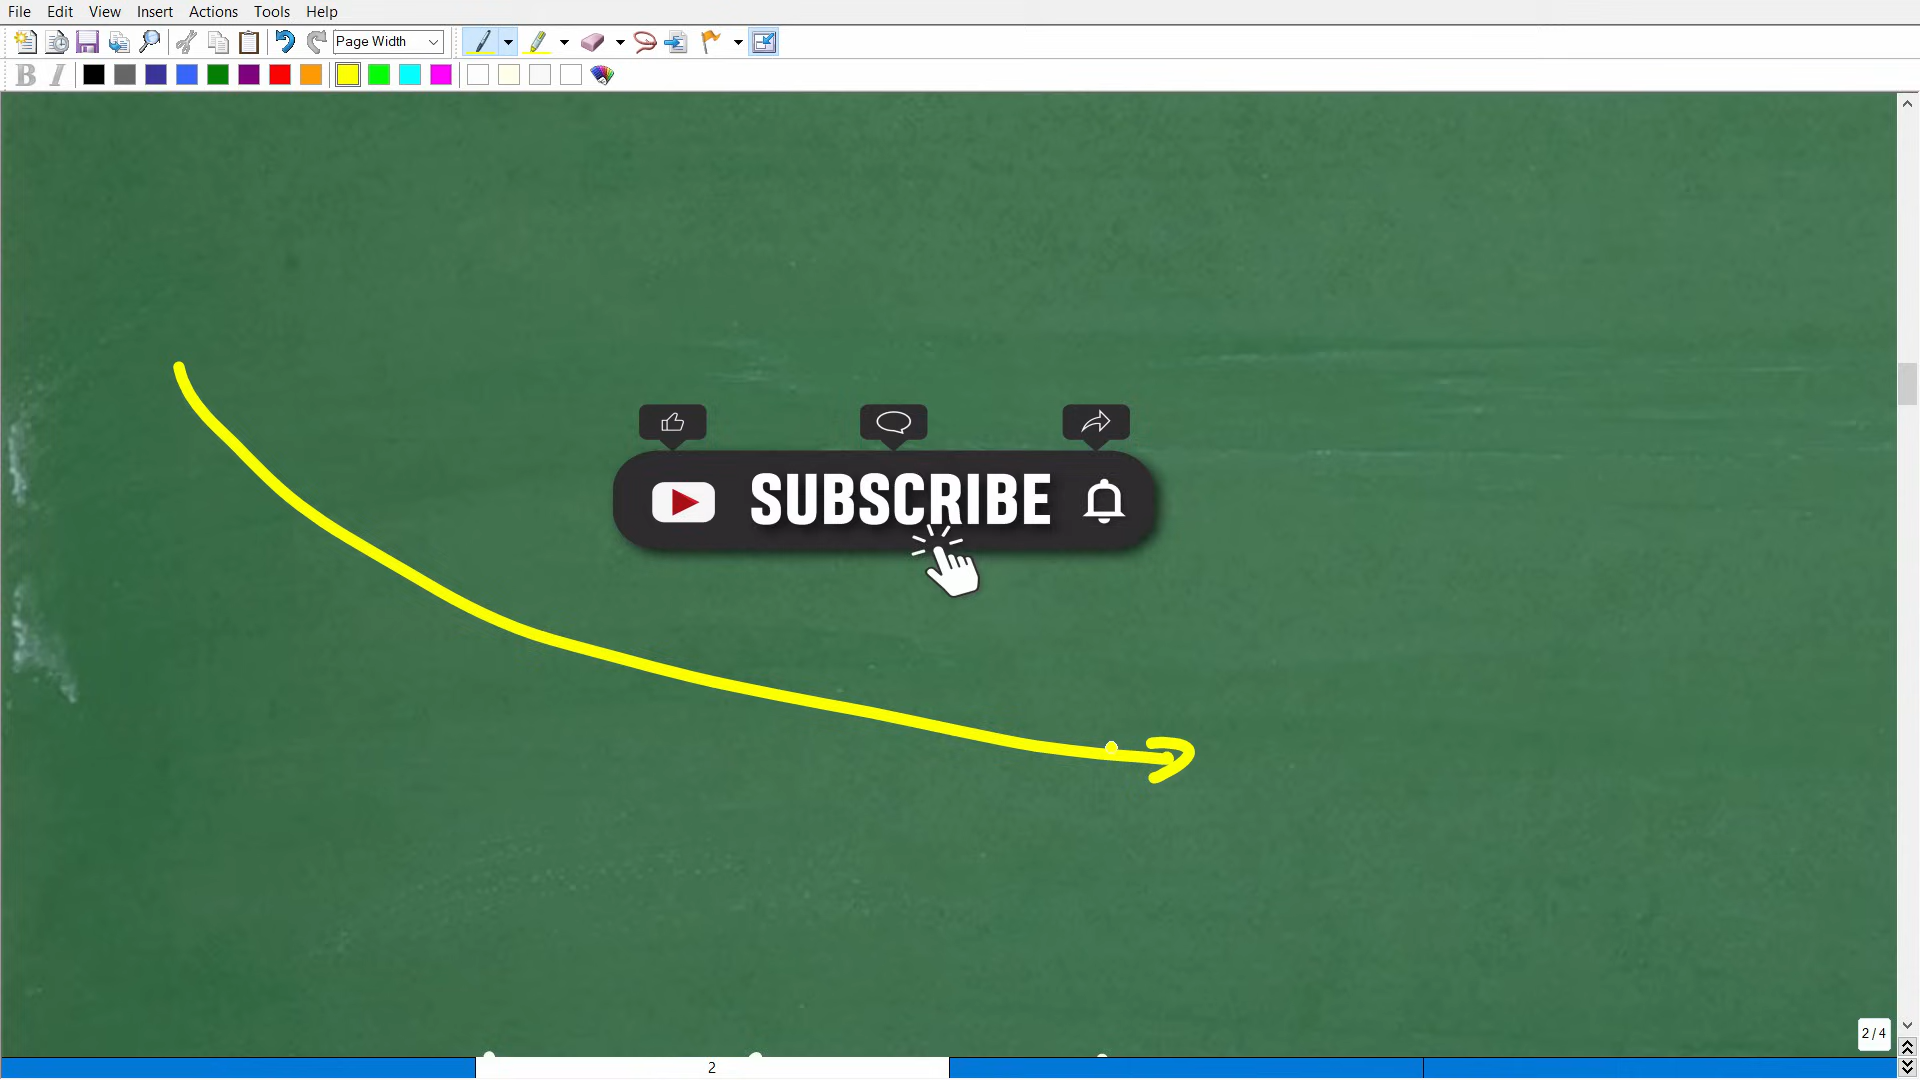 File Edit View Insert Actions Tools Help
Page Width
B I
SUBSCRIBE
2 / 4
2